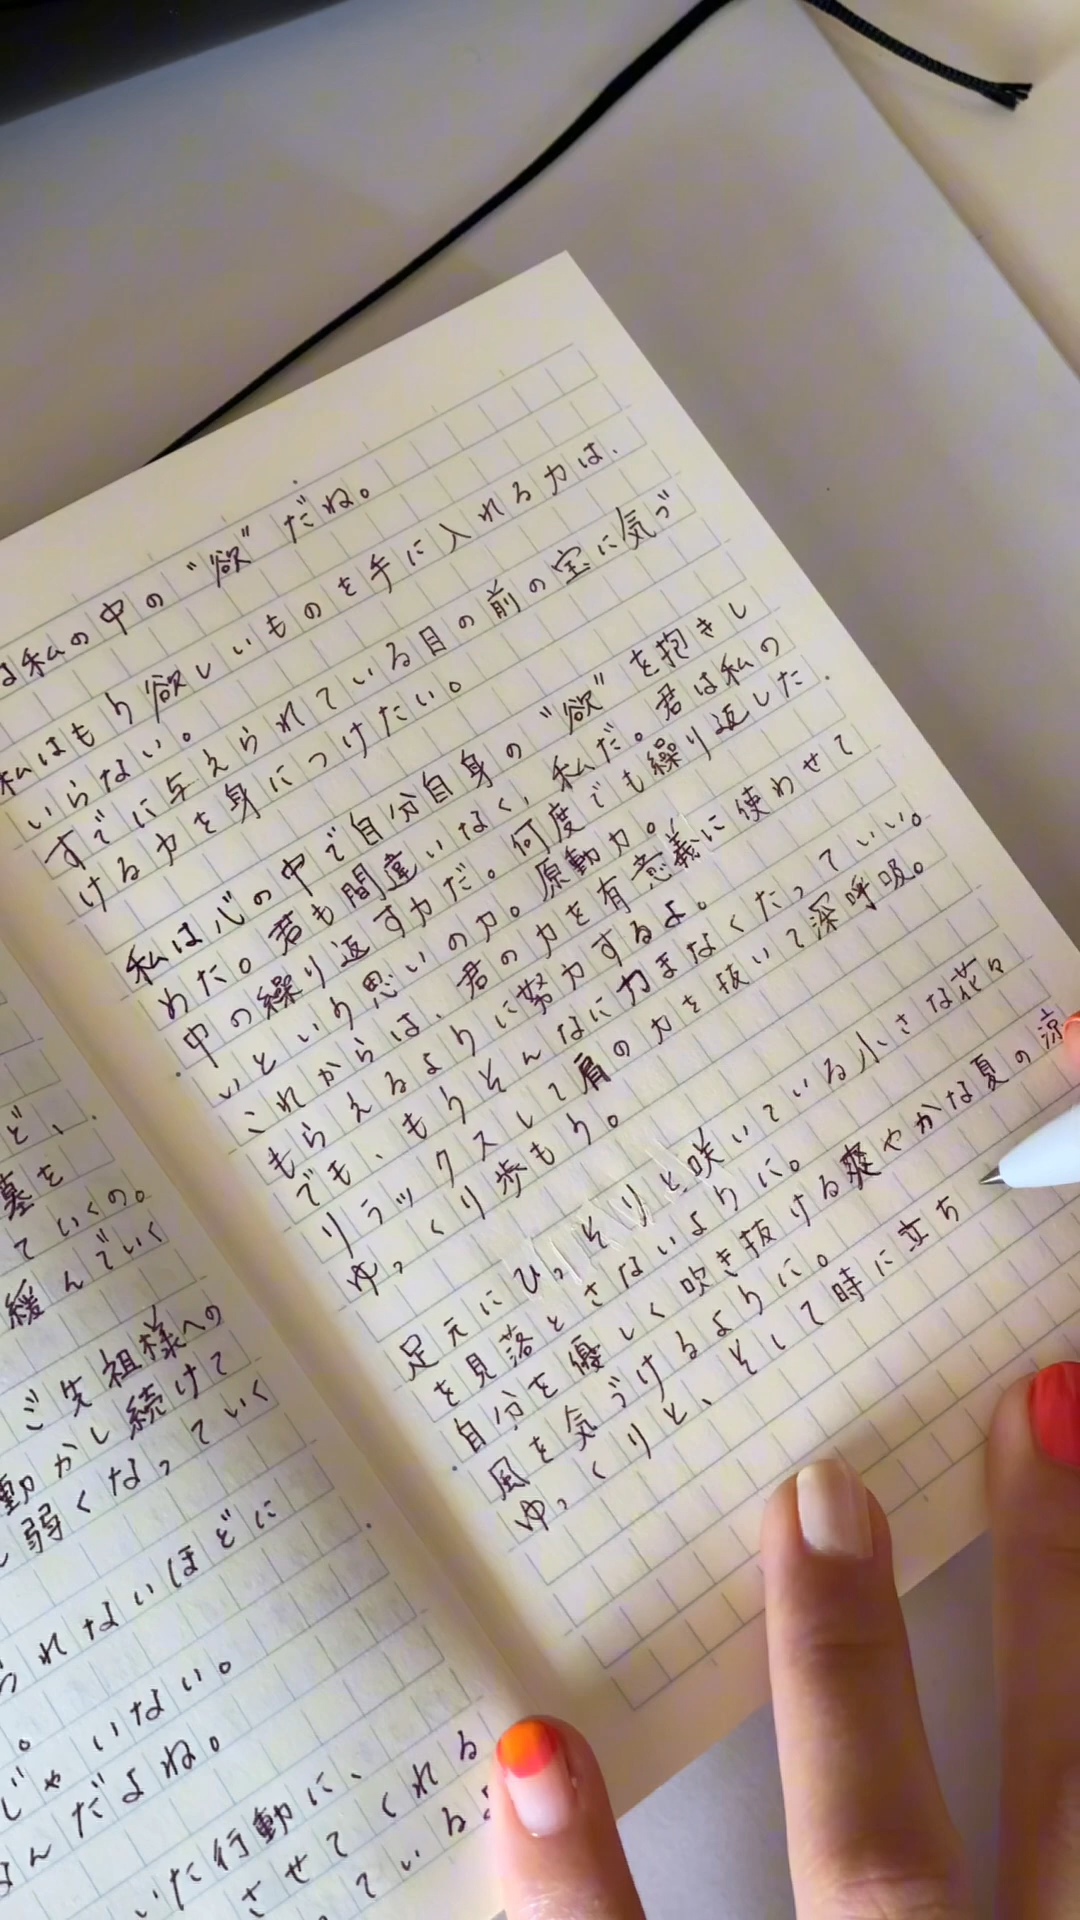 は私の中の“欲”だね。
私はもう欲しいものを手に入れる力は、
いらない。
すでに与えられている目の前の宝に気づ
ける力を身につけたい。
私は心の中で自分自身の“欲”を抱きし
めた。君も間違いなく、私だ。君は私の
中の繰り返す力だ。何度でも繰り返した
いという思いの力。原動力。
これからは、君の力を有意義に使わせて
もらえるように努力するよ。
でも、もうそんなに力まなくたっていい。
リラックスして肩の力を抜いて深呼吸。
ゆっくり歩もう。
足元にひっそりと咲いている小さな花々
を見落とさないように。
自分を優しく吹き抜ける爽やかな夏の涼
風を気づけるように。
ゆっくりと、そして時に立ち
ど、
墓を
ていくの。
緩んでいく
ご先祖様への
動かし続けて
弱くなっていく
れないほどに
。
じゃいない。
なんだよね。
いた行動に、
させてくれる
ている